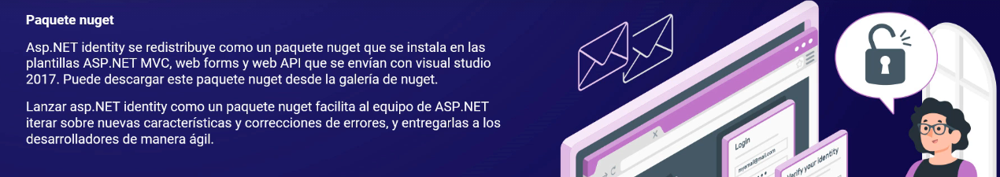 Paquete nuget
Asp.NET identity se redistribuye como un paquete nuget que se instala en las
plantillas ASP.NET MVC, web forms y web API que se envían con visual studio
2017. Puede descargar este paquete nuget desde la galería de nuget.
Lanzar asp.NET identity como un paquete nuget facilita al equipo de ASP.NET
iterar sobre nuevas características y correcciones de errores, y entregarlas a los
desarrolladores de manera ágil.
Login
myemail@mail.com
Verify your identity